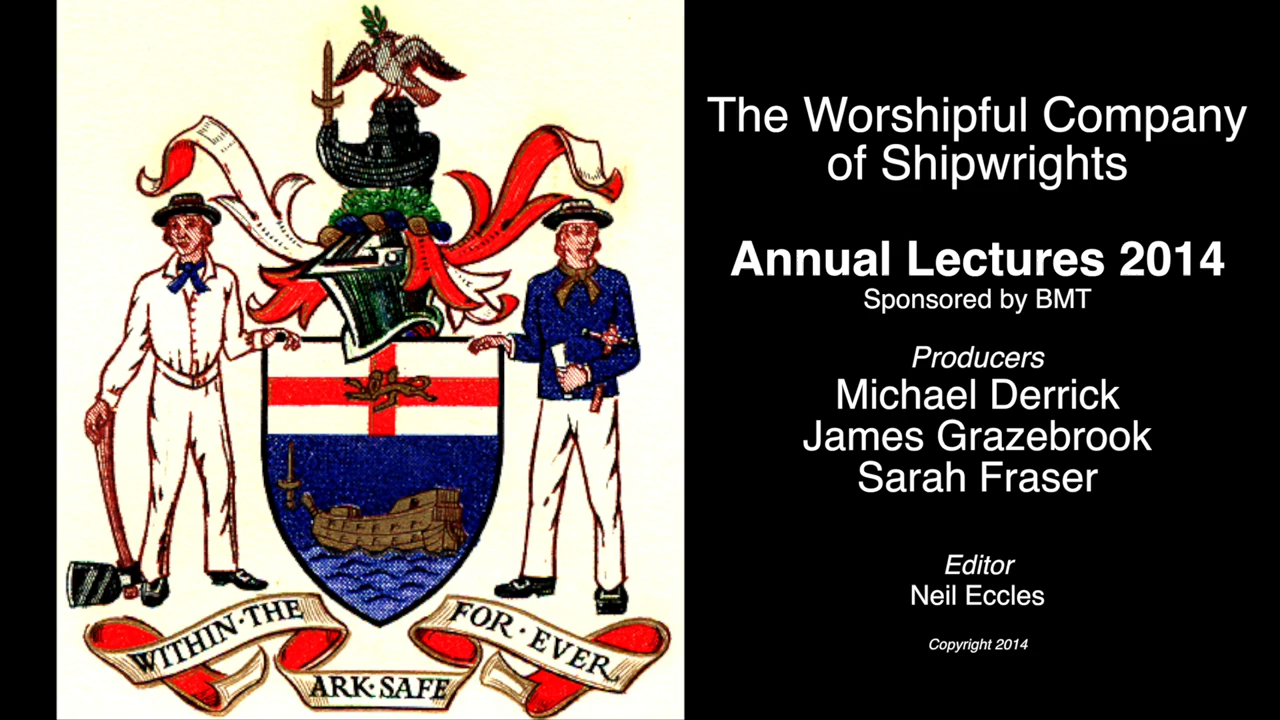 The Worshipful Company
of Shipwrights
Annual Lectures 2014
Sponsored by BMT
Producers
Michael Derrick
James Grazebrook
Sarah Fraser
Editor
Neil Eccles
Copyright 2014
WITHIN·THE
ARK·SAFE
FOR·EVER